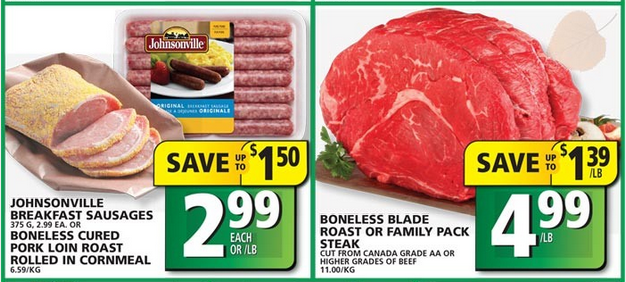 Johnsonville
ORIGINAL BREAKFAST SAUSAGE
ORIGINALE
SAVE UP TO $1.50
2.99
EACH
OR /LB
JOHNSONVILLE
BREAKFAST SAUSAGES
375 G, 2.99 EA. OR
BONELESS CURED
PORK LOIN ROAST
ROLLED IN CORNMEAL
6.59/KG
SAVE UP TO $1.39 /LB
4.99
/LB
BONELESS BLADE
ROAST OR FAMILY PACK
STEAK
CUT FROM CANADA GRADE AA OR
HIGHER GRADES OF BEEF
11.00/KG